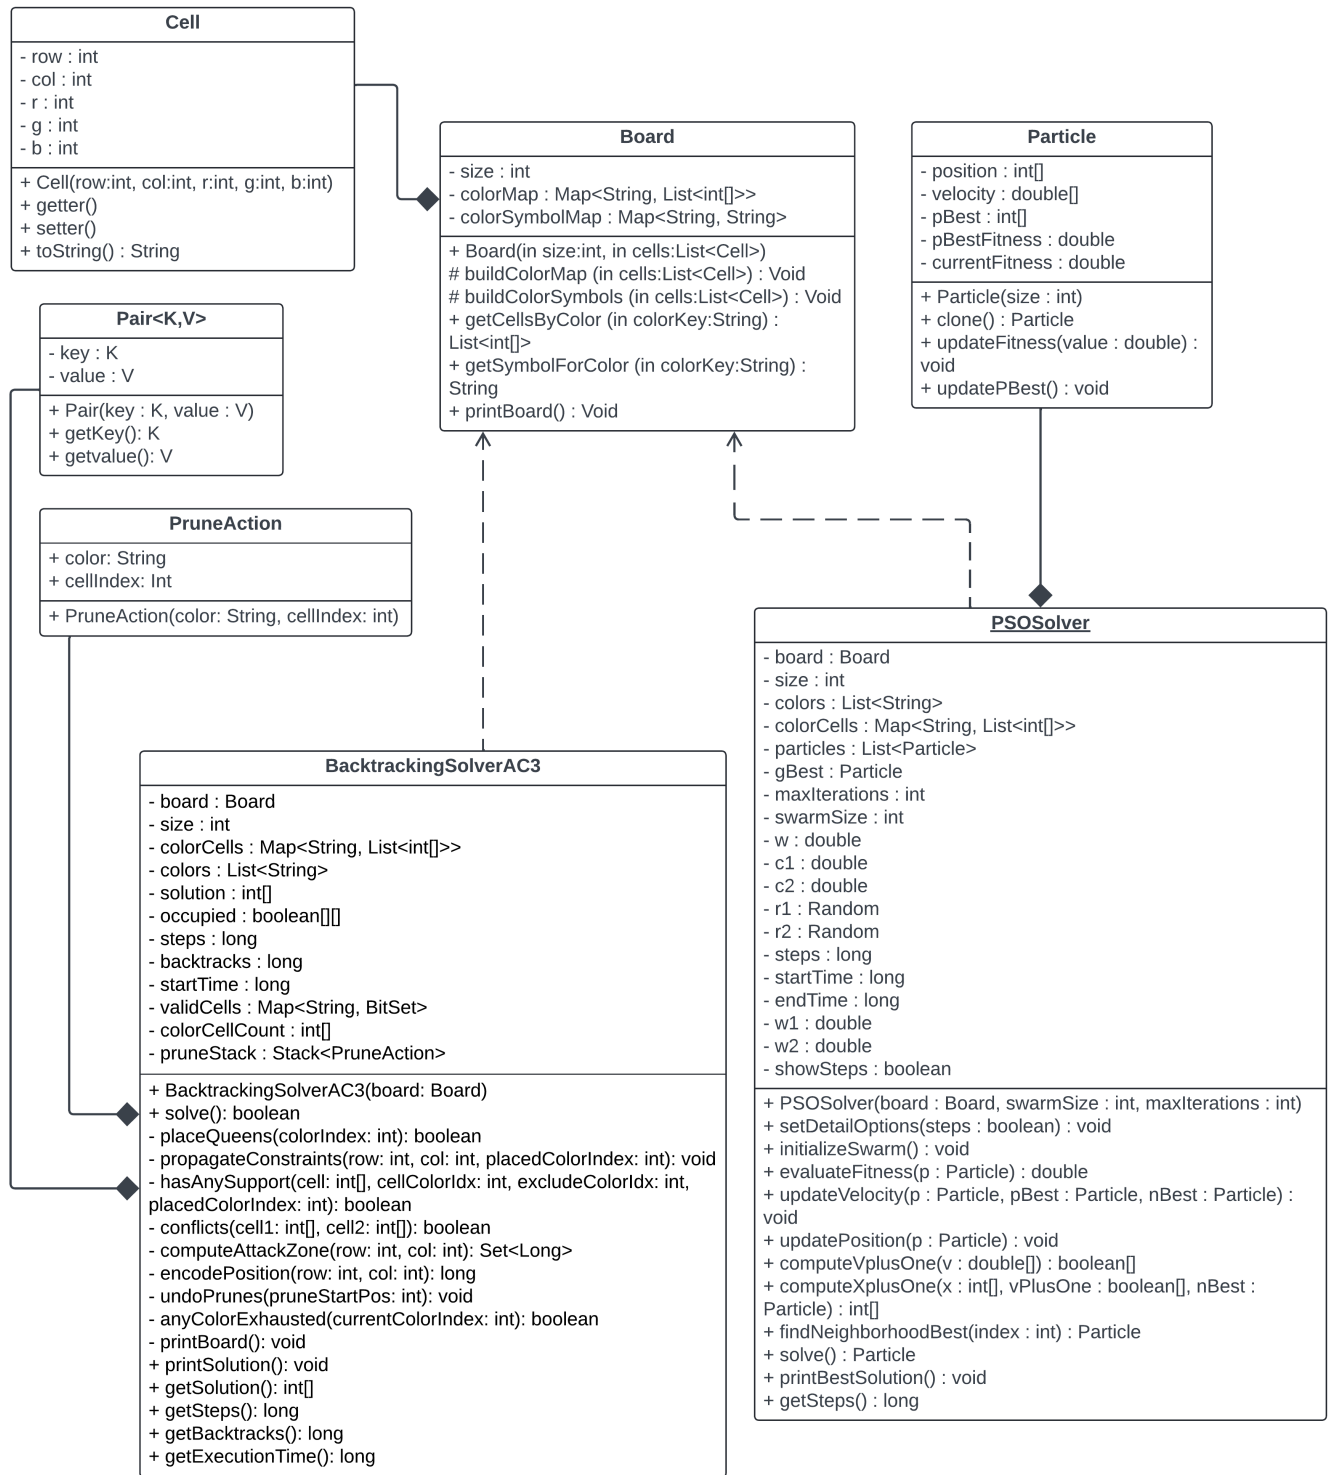 Cell
- row : int
- col : int
- r : int
- g : int
- b : int
+ Cell(row:int, col:int, r:int, g:int, b:int)
+ getter()
+ setter()
+ toString() : String
Board
- size : int
- colorMap : Map<String, List<int[]>>
- colorSymbolMap : Map<String, String>
+ Board(in size:int, in cells:List<Cell>)
# buildColorMap (in cells:List<Cell>) : Void
# buildColorSymbols (in cells:List<Cell>) : Void
+ getCellsByColor (in colorKey:String) :
List<int[]>
+ getSymbolForColor (in colorKey:String) :
String
+ printBoard() : Void
Particle
- position : int[]
- velocity : double[]
- pBest : int[]
- pBestFitness : double
- currentFitness : double
+ Particle(size : int)
+ clone() : Particle
+ updateFitness(value : double) :
void
+ updatePBest() : void
Pair<K,V>
- key : K
- value : V
+ Pair(key : K, value : V)
+ getKey(): K
+ getvalue(): V
PruneAction
+ color: String
+ cellIndex: Int
+ PruneAction(color: String, cellIndex: int)
BacktrackingSolverAC3
- board : Board
- size : int
- colorCells : Map<String, List<int[]>>
- colors : List<String>
- solution : int[]
- occupied : boolean[][]
- steps : long
- backtracks : long
- startTime : long
- validCells : Map<String, BitSet>
- colorCellCount : int[]
- pruneStack : Stack<PruneAction>
+ BacktrackingSolverAC3(board: Board)
+ solve(): boolean
- placeQueens(colorIndex: int): boolean
- propagateConstraints(row: int, col: int, placedColorIndex: int): void
- hasAnySupport(cell: int[], cellColorIdx: int, excludeColorIdx: int,
placedColorIndex: int): boolean
- conflicts(cell1: int[], cell2: int[]): boolean
- computeAttackZone(row: int, col: int): Set<Long>
- encodePosition(row: int, col: int): long
- undoPrunes(pruneStartPos: int): void
- anyColorExhausted(currentColorIndex: int): boolean
- printBoard(): void
+ printSolution(): void
+ getSolution(): int[]
+ getSteps(): long
+ getBacktracks(): long
+ getExecutionTime(): long
PSOSolver
- board : Board
- size : int
- colors : List<String>
- colorCells : Map<String, List<int[]>>
- particles : List<Particle>
- gBest : Particle
- maxIterations : int
- swarmSize : int
- w : double
- c1 : double
- c2 : double
- r1 : Random
- r2 : Random
- steps : long
- startTime : long
- endTime : long
- w1 : double
- w2 : double
- showSteps : boolean
+ PSOSolver(board : Board, swarmSize : int, maxIterations : int)
+ setDetailOptions(steps : boolean) : void
+ initializeSwarm() : void
+ evaluateFitness(p : Particle) : double
+ updateVelocity(p : Particle, pBest : Particle, nBest : Particle) :
void
+ updatePosition(p : Particle) : void
+ computeVplusOne(v : double[]) : boolean[]
+ computeXplusOne(x : int[], vPlusOne : boolean[], nBest :
Particle) : int[]
+ findNeighborhoodBest(index : int) : Particle
+ solve() : Particle
+ printBestSolution() : void
+ getSteps() : long